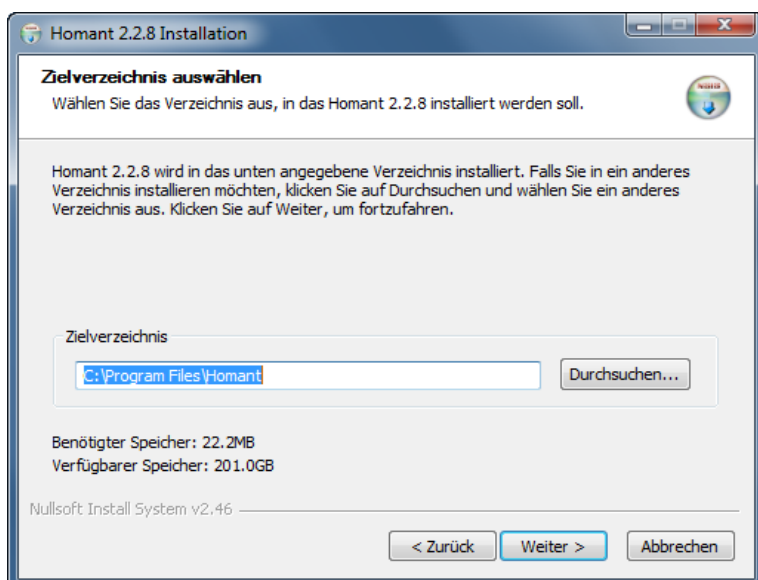 Homant 2.2.8 Installation
Zielverzeichnis auswählen
Wählen Sie das Verzeichnis aus, in das Homant 2.2.8 installiert werden soll.
Homant 2.2.8 wird in das unten angegebene Verzeichnis installiert. Falls Sie in ein anderes
Verzeichnis installieren möchten, klicken Sie auf Durchsuchen und wählen Sie ein anderes
Verzeichnis aus. Klicken Sie auf Weiter, um fortzufahren.
Zielverzeichnis
C:\Program Files\Homant
Durchsuchen...
Benötigter Speicher: 22.2MB
Verfügbarer Speicher: 201.0GB
Nullsoft Install System v2.46
< Zurück
Weiter >
Abbrechen